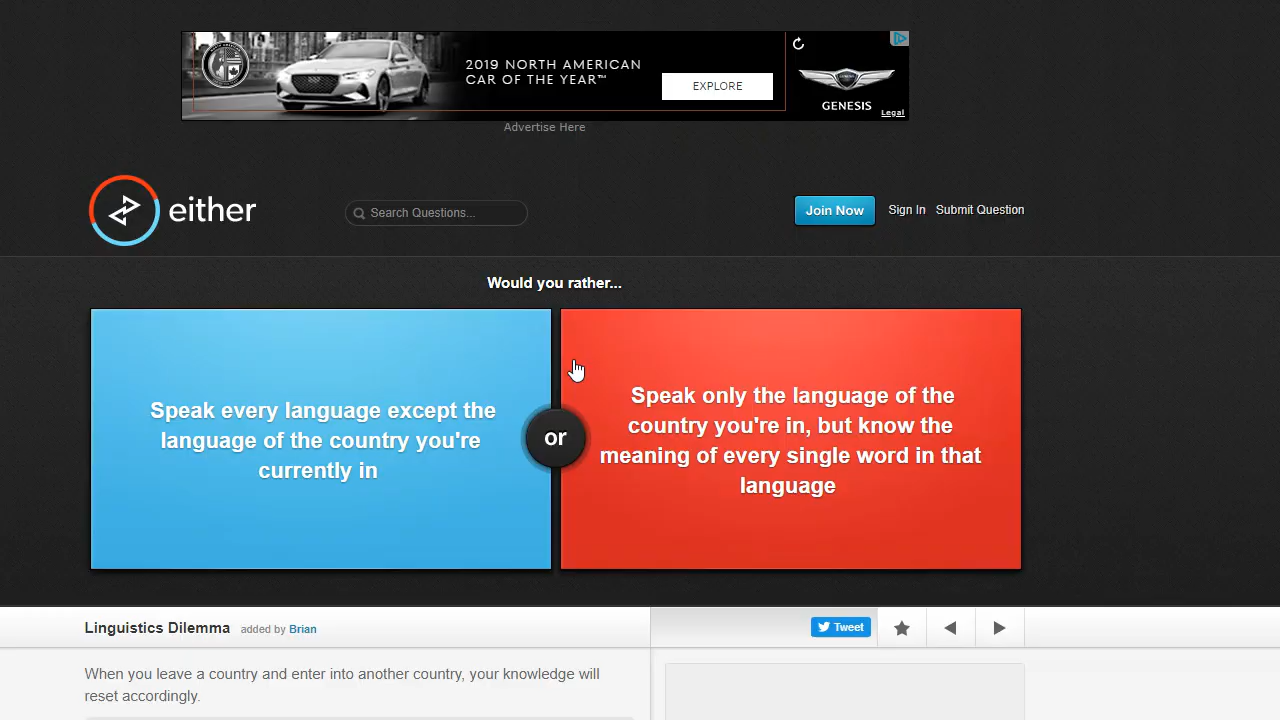 2019 NORTH AMERICAN
CAR OF THE YEAR™
EXPLORE
GENESIS
Legal
Advertise Here
either
Search Questions...
Join Now
Sign In
Submit Question
Would you rather...
Speak every language except the
language of the country you're
currently in
or
Speak only the language of the
country you're in, but know the
meaning of every single word in that
language
Linguistics Dilemma
added by Brian
Tweet
When you leave a country and enter into another country, your knowledge will
reset accordingly.